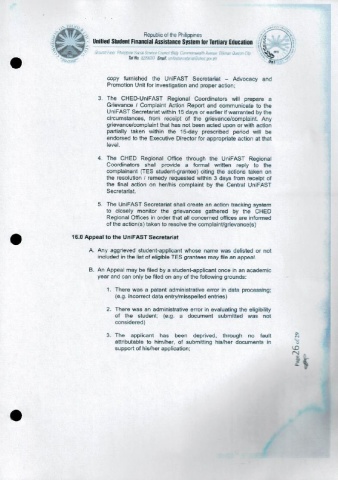 Republic of the Philippines
Unified Student Financial Assistance System for Tertiary Education
copy furnished the UniFAST Secretariat – Advocacy and
Promotion Unit for investigation and proper action;
3. The CHED-UniFAST Regional Coordinators will prepare a
Grievance / Complaint Action Report and communicate to the
UniFAST Secretariat within 15 days or earlier if warranted by the
circumstances, from receipt of the grievance/complaint. Any
grievance/complaint that has not been acted upon or with action
partially taken within the 15-day prescribed period will be
endorsed to the Executive Director for appropriate action at that
level.
4. The CHED Regional Office through the UniFAST Regional
Coordinators shall provide a formal written reply to the
complainant (TES student-grantee) citing the actions taken on
the resolution / remedy requested within 3 days from receipt of
the final action on her/his complaint by the Central UniFAST
Secretariat.
5. The UniFAST Secretariat shall create an action tracking system
to closely monitor the grievances gathered by the CHED
Regional Offices in order that all concerned offices are informed
of the action(s) taken to resolve the complaint/grievance(s)
16.0 Appeal to the UniFAST Secretariat
A. Any aggrieved student-applicant whose name was delisted or not
included in the list of eligible TES grantees may file an appeal.
B. An Appeal may be filed by a student-applicant once in an academic
year and can only be filed on any of the following grounds:
1. There was a patent administrative error in data processing;
(e.g. incorrect data entry/misspelled entries)
2. There was an administrative error in evaluating the eligibility
of the student; (e.g. a document submitted was not
considered)
3. The applicant has been deprived, through no fault
attributable to him/her, of submitting his/her documents in
support of his/her application;
Page 26 of 29